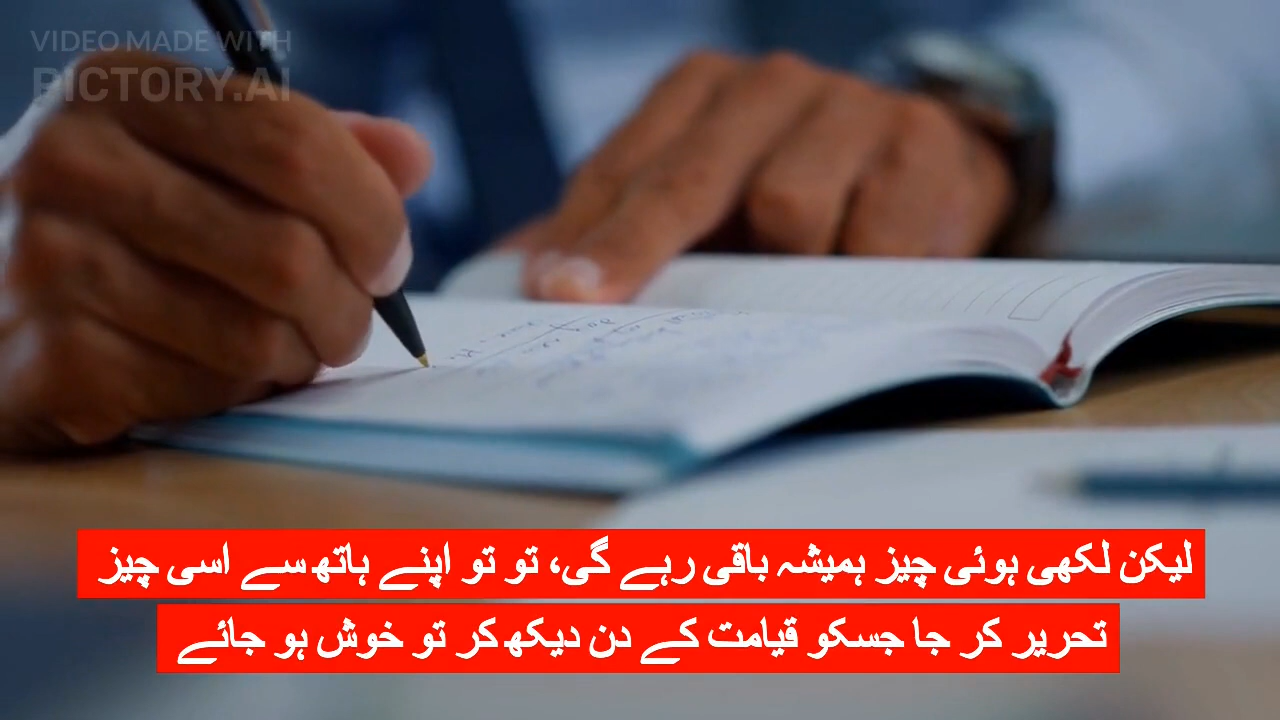 VIDEO MADE WITH
PICTORY.AI
لیکن لکھی ہوئی چیز ہمیشہ باقی رہے گی، تو تو اپنے ہاتھ سے اسی چیز
تحریر کر جا جسکو قیامت کے دن دیکھ کر تو خوش ہو جائے